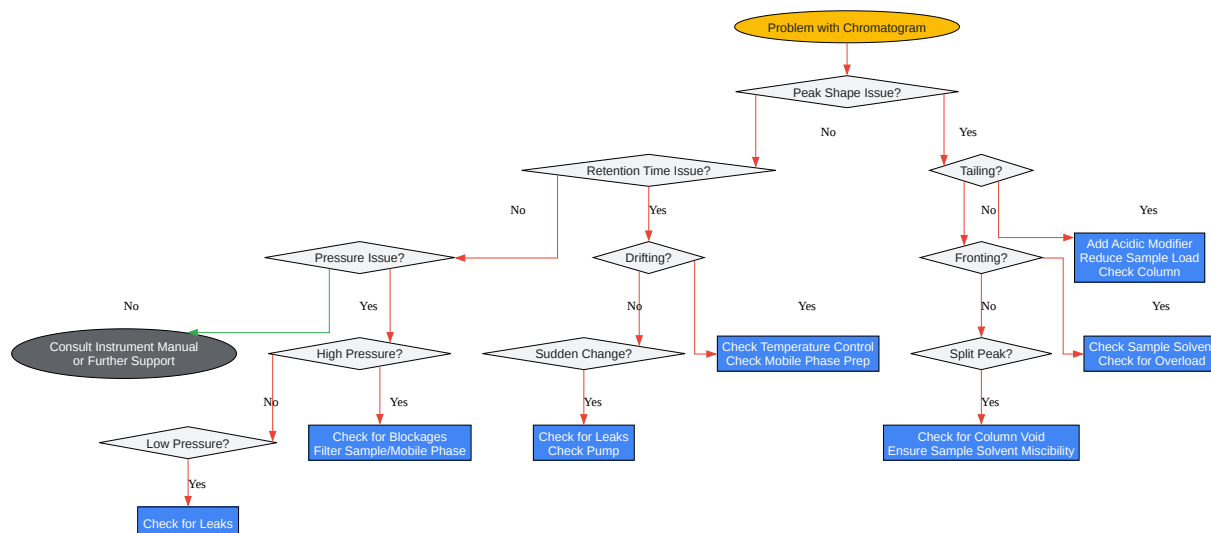 Problem with Chromatogram
Peak Shape Issue?
No
Yes
Retention Time Issue?
Tailing?
No
Yes
No
Yes
Add Acidic Modifier
Reduce Sample Load
Check Column
Pressure Issue?
Drifting?
Fronting?
No
Yes
No
Yes
No
Yes
Consult Instrument Manual
or Further Support
High Pressure?
Sudden Change?
Check Temperature Control
Check Mobile Phase Prep
Split Peak?
Check Sample Solven
Check for Overload
No
Yes
Yes
Yes
Low Pressure?
Check for Blockages
Filter Sample/Mobile Phase
Check for Leaks
Check Pump
Check for Column Void
Ensure Sample Solvent Miscibility
Yes
Check for Leaks